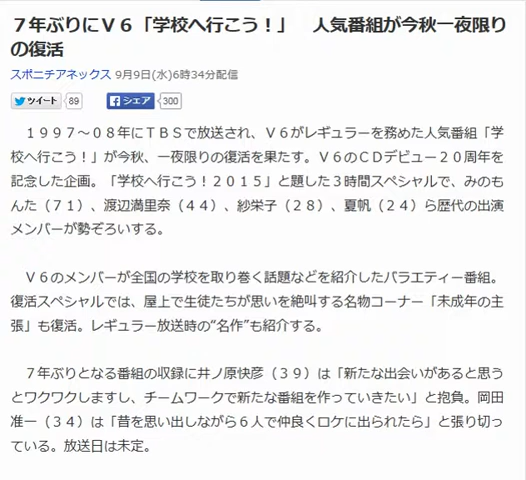 ７年ぶりにＶ６「学校へ行こう！」　人気番組が今秋一夜限り
の復活
スポニチアネックス 9月9日(水)6時34分配信
ツイート 89 シェア 300
１９９７～０８年にＴＢＳで放送され、Ｖ６がレギュラーを務めた人気番組「学
校へ行こう！」が今秋、一夜限りの復活を果たす。Ｖ６のＣＤデビュー２０周年を
記念した企画。「学校へ行こう！２０１５」と題した３時間スペシャルで、みのも
んた（７１）、渡辺満里奈（４４）、紗栄子（２８）、夏帆（２４）ら歴代の出演
メンバーが勢ぞろいする。
Ｖ６のメンバーが全国の学校を取り巻く話題などを紹介したバラエティー番組。
復活スペシャルでは、屋上で生徒たちが思いを絶叫する名物コーナー「未成年の主
張」も復活。レギュラー放送時の“名作”も紹介する。
７年ぶりとなる番組の収録に井ノ原快彦（３９）は「新たな出会いがあると思う
とワクワクしますし、チームワークで新たな番組を作っていきたい」と抱負。岡田
准一（３４）は「昔を思い出しながら６人で仲良くロケに出られたら」と張り切っ
ている。放送日は未定。